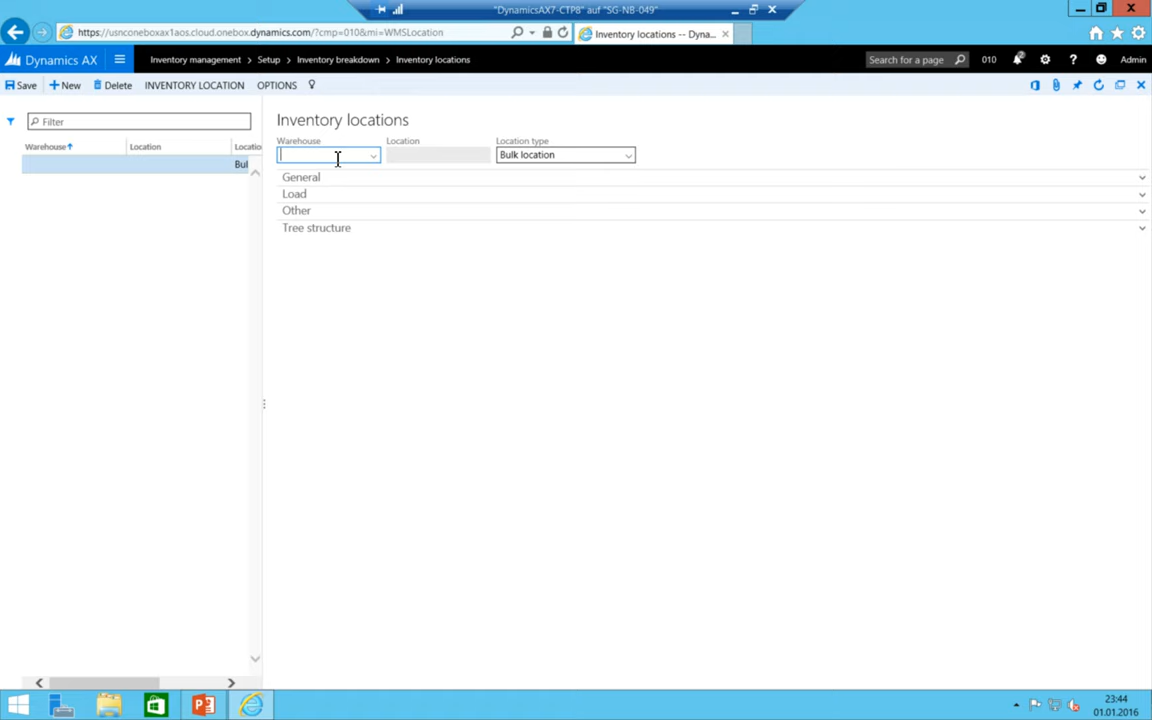 "DynamicsAX7-CTP8" auf "SG-NB-049"
https://usnconeboxax1aos.cloud.onebox.dynamics.com/?cmp=010&mi=WMSLocation
Inventory locations -- Dyna...
Dynamics AX
Inventory management > Setup > Inventory breakdown > Inventory locations
Search for a page
010
Admin
Save
+ New
Delete
INVENTORY LOCATION
OPTIONS
Filter
Warehouse
Location
Locatio
Bul
Inventory locations
Warehouse
Location
Location type
Bulk location
General
Load
Other
Tree structure
23:44
01.01.2016